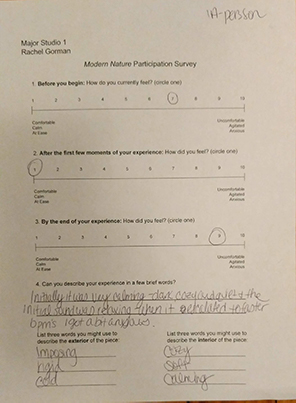 IA-person
Major Studio 1
Rachel Gorman
Modern Nature Participation Survey
1. Before you begin: How do you currently feel? (circle one)
1 2 3 4 5 6 7 8 9 10
Comfortable Uncomfortable
Calm Agitated
At Ease Anxious
2. After the first few moments of your experience: How did you feel? (circle one)
1 2 3 4 5 6 7 8 9 10
Comfortable Uncomfortable
Calm Agitated
At Ease Anxious
3. By the end of your experience: How did you feel? (circle one)
1 2 3 4 5 6 7 8 9 10
Comfortable Uncomfortable
Calm Agitated
At Ease Anxious
4. Can you describe your experience in a few brief words?
Initially it was very calming - dark cosy and quiet & the
initial sound was relaxing. When it escalated to faster
bpm's I got a bit anxious.
List three words you might use to describe the exterior of the piece:
Imposing
rigid
cold
List three words you might use to describe the interior of the piece:
Cozy
Soft
Calming